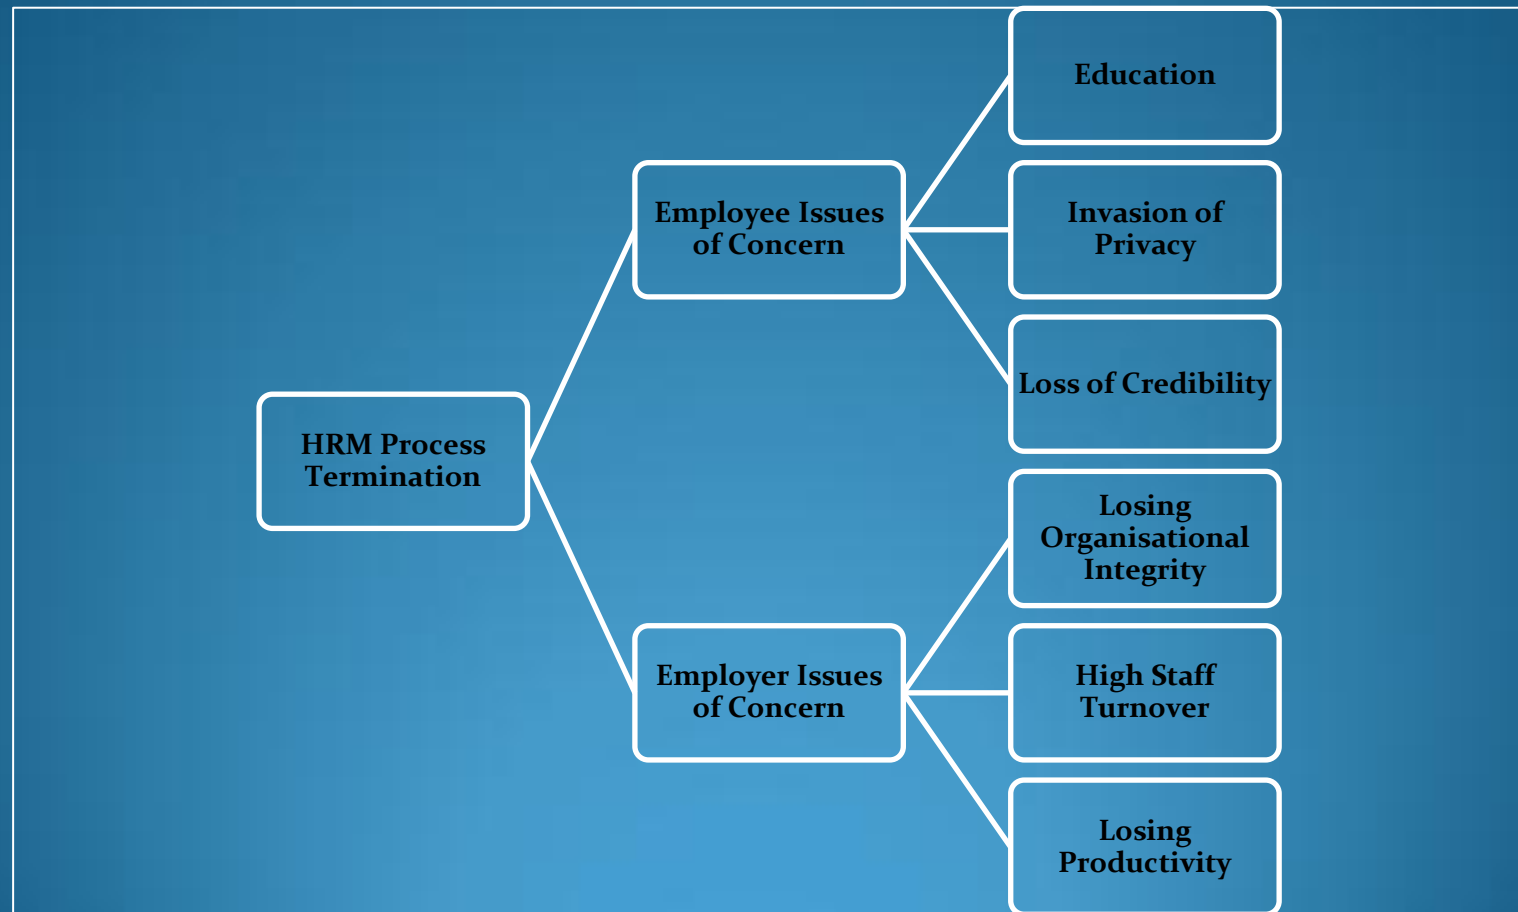 Education
Employee Issues
of Concern
Invasion of
Privacy
Loss of Credibility
HRM Process
Termination
Losing
Organisational
Integrity
Employer Issues
of Concern
High Staff
Turnover
Losing
Productivity